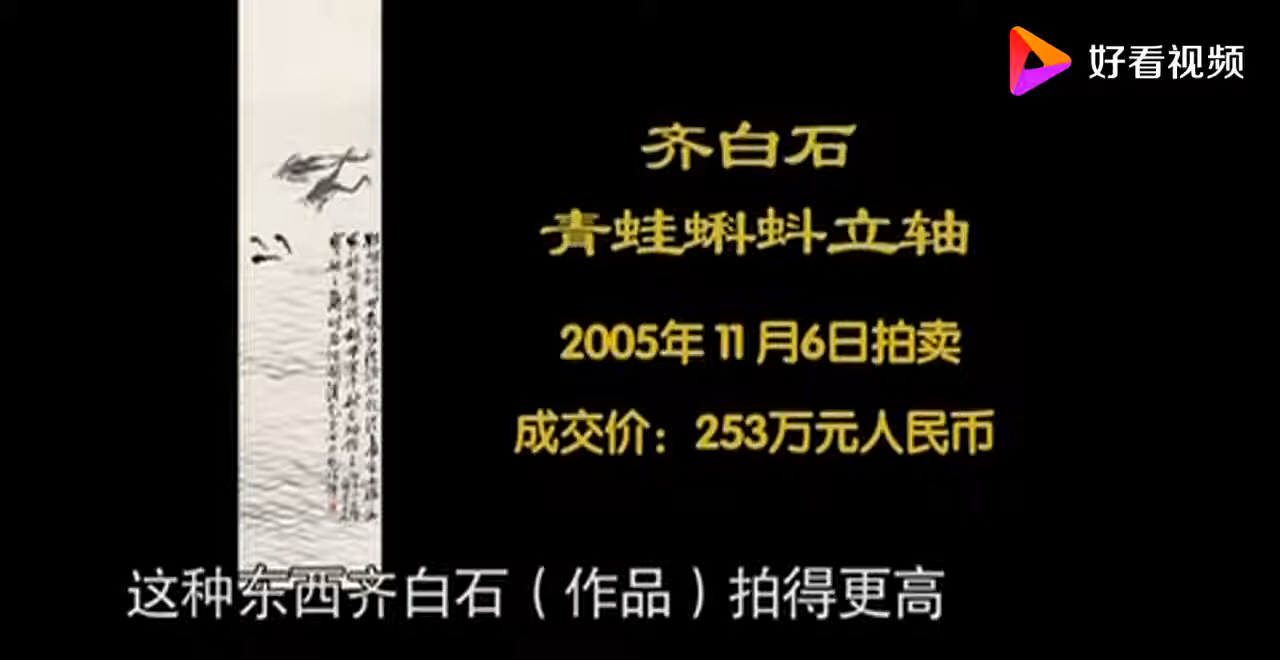 好看视频
齐白石
青蛙蝌蚪立轴
2005年11月6日拍卖
成交价：253万元人民币
这种东西齐白石（作品）拍得更高